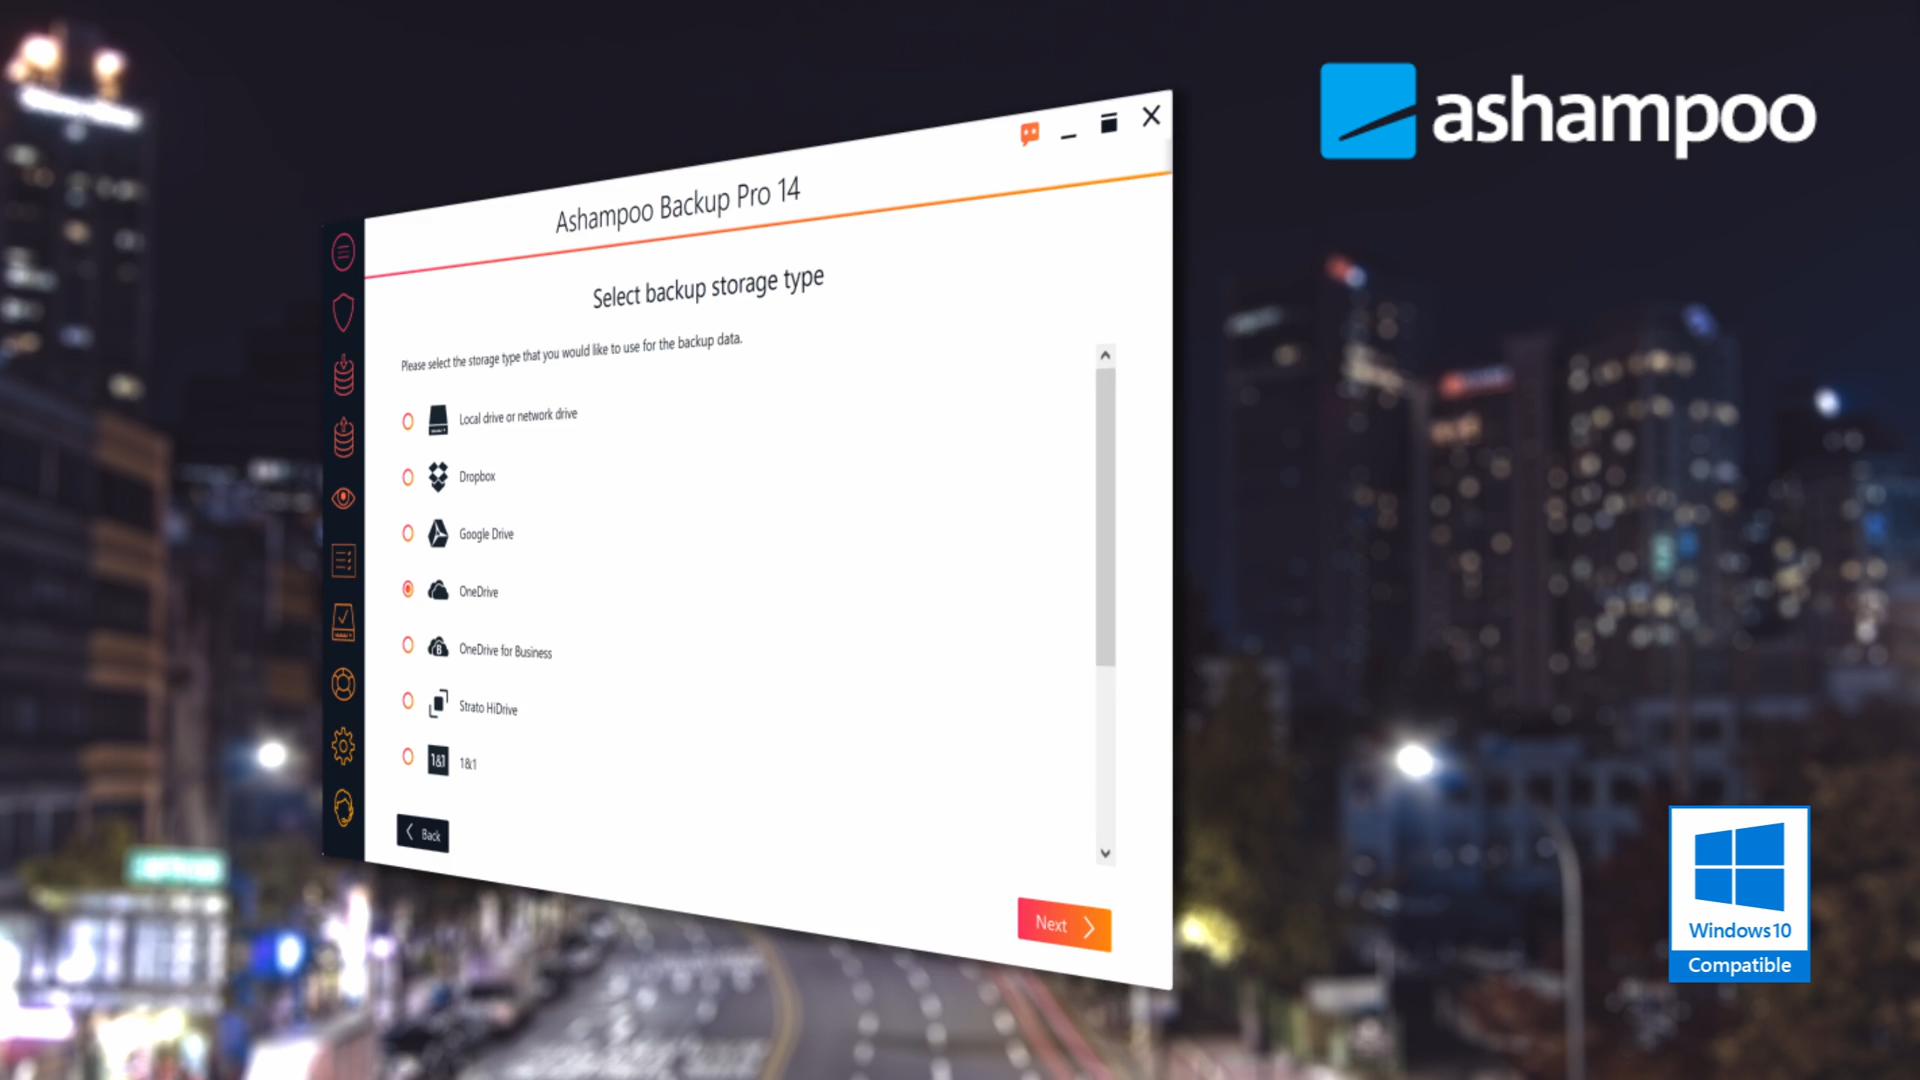 ashampoo
Ashampoo Backup Pro 14
Select backup storage type
Please select the storage type that you would like to use for the backup data.
Local drive or network drive
Dropbox
Google Drive
OneDrive
B
OneDrive for Business
Strato HiDrive
1&1
1&1
Back
Next
Windows10
Compatible